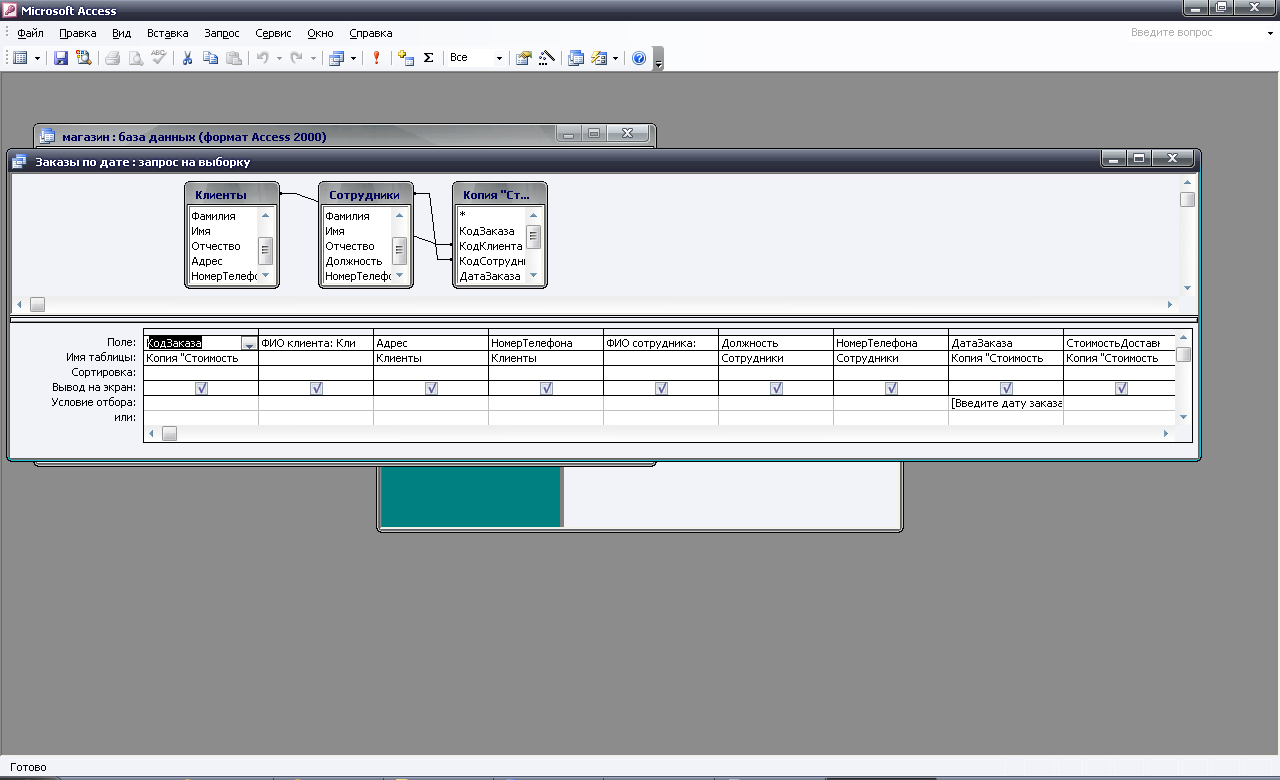 Microsoft Access
Файл Правка Вид Вставка Запрос Сервис Окно Справка Введите вопрос
Все
магазин : база данных (формат Access 2000)
Заказы по дате : запрос на выборку
Клиенты Сотрудники Копия "Ст...
Фамилия Фамилия *
Имя Имя КодЗаказа
Отчество Отчество КодКлиента
Адрес Должность КодСотрудн
НомерТелефо НомерТелефо ДатаЗаказа
Поле: КодЗаказа ФИО клиента: Кли Адрес НомерТелефона ФИО сотрудника: Должность НомерТелефона ДатаЗаказа СтоимостьДоставк
Имя таблицы: Копия "Стоимость Клиенты Клиенты Сотрудники Сотрудники Копия "Стоимость Копия "Стоимость
Сортировка:
Вывод на экран:
Условие отбора: [Введите дату заказа
или:
Готово